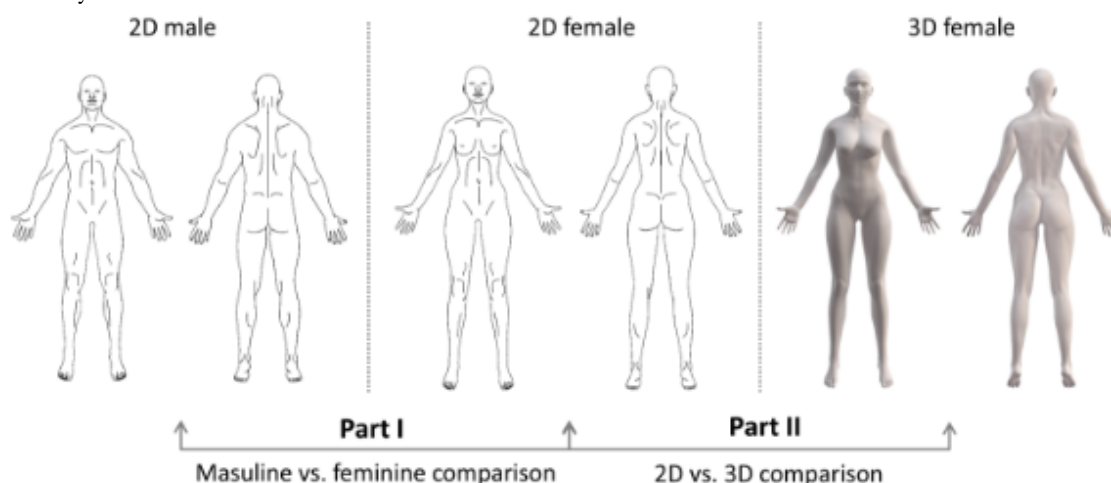 2D male
2D female
3D female
Part I
Part II
Masuline vs. feminine comparison
2D vs. 3D comparison